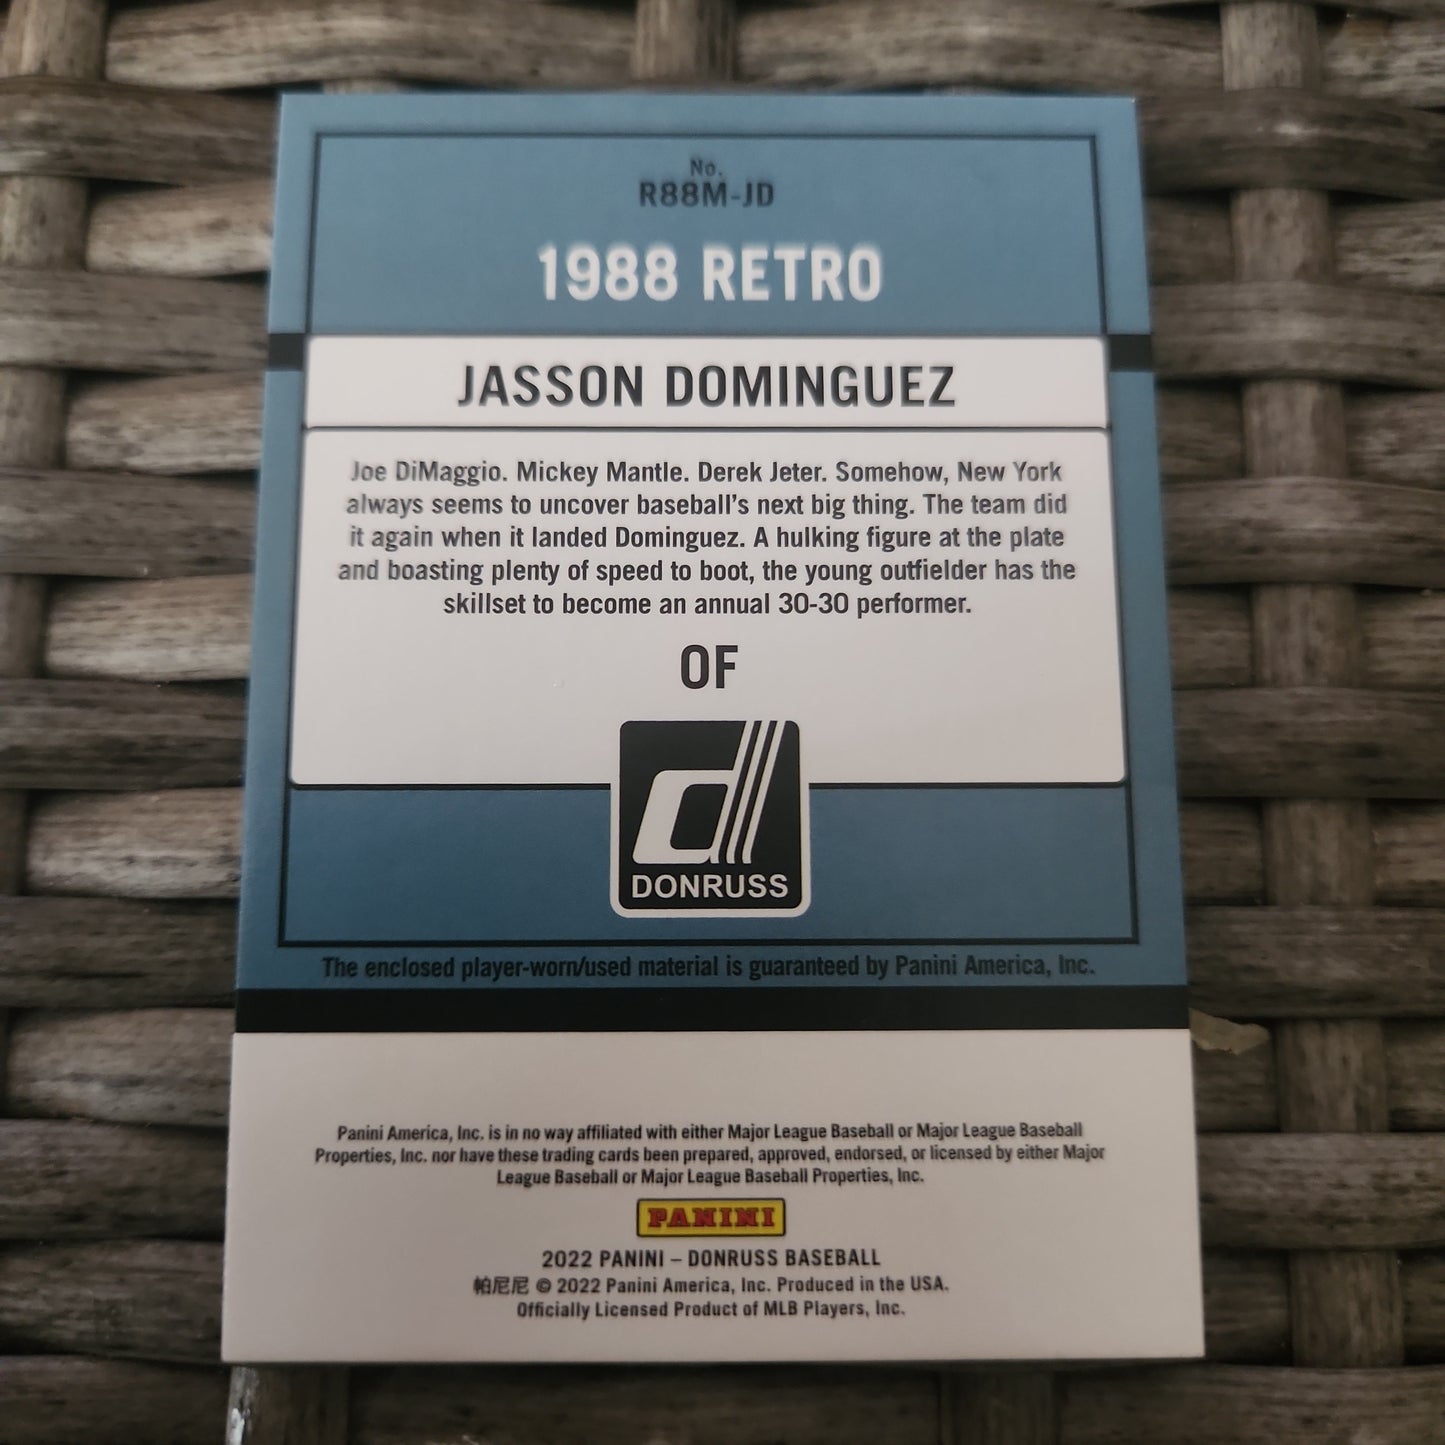 No.
R88M-JD
1988 RETRO
JASSON DOMINGUEZ
Joe DiMaggio. Mickey Mantle. Derek Jeter. Somehow, New York
always seems to uncover baseball's next big thing. The team did
it again when it landed Dominguez. A hulking figure at the plate
and boasting plenty of speed to boot, the young outfielder has the
skillset to become an annual 30-30 performer.
OF
d
DONRUSS
The enclosed player-worn/used material is guaranteed by Panini America, Inc.
Panini America, Inc. is in no way affiliated with either Major League Baseball or Major League Baseball
Properties, Inc. nor have these trading cards been prepared, approved, endorsed, or licensed by either Major
League Baseball or Major League Baseball Properties, Inc.
PANINI
2022 PANINI – DONRUSS BASEBALL
帕尼尼 © 2022 Panini America, Inc. Produced in the USA.
Officially Licensed Product of MLB Players, Inc.